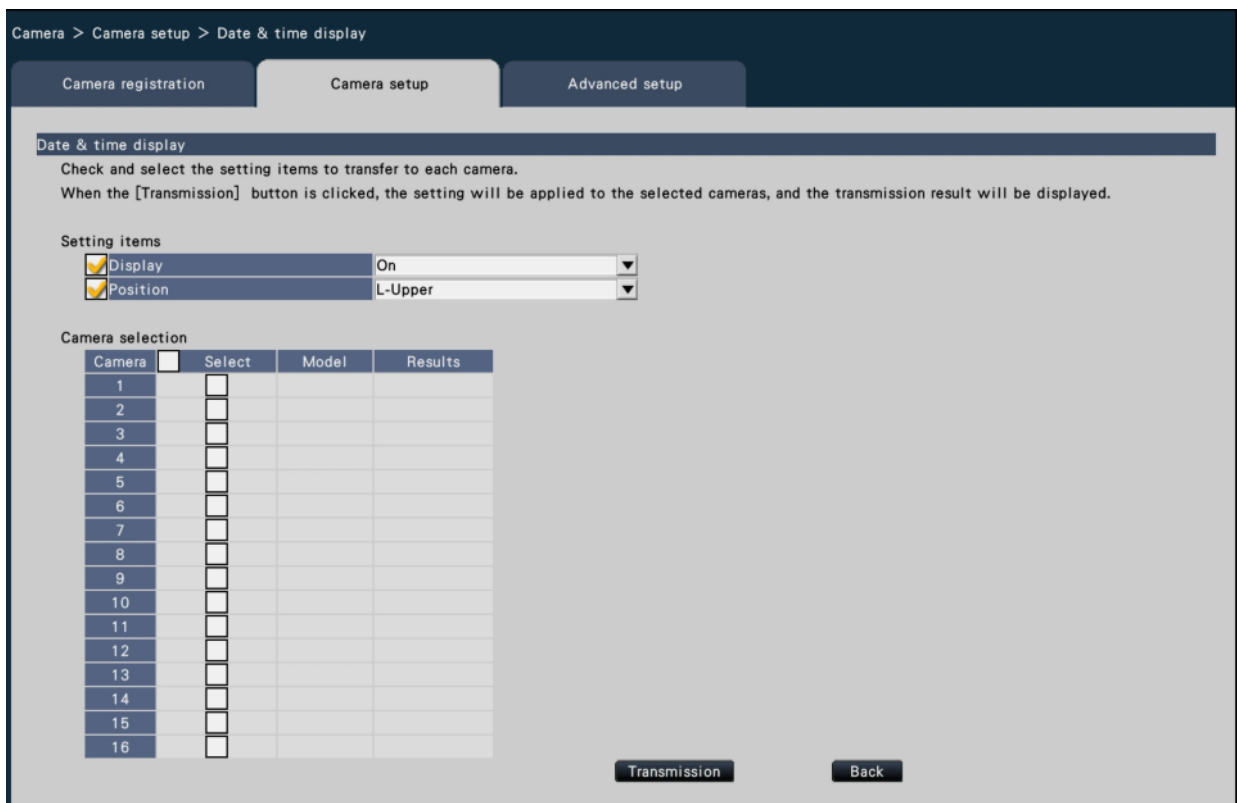 Camera > Camera setup > Date & time display
Camera registration Camera setup Advanced setup
Date & time display
Check and select the setting items to transfer to each camera.
When the [Transmission] button is clicked, the setting will be applied to the selected cameras, and the transmission result will be displayed.
Setting items
Display On
Position L-Upper
Camera selection
Camera Select Model Results
1
2
3
4
5
6
7
8
9
10
11
12
13
14
15
16
Transmission Back